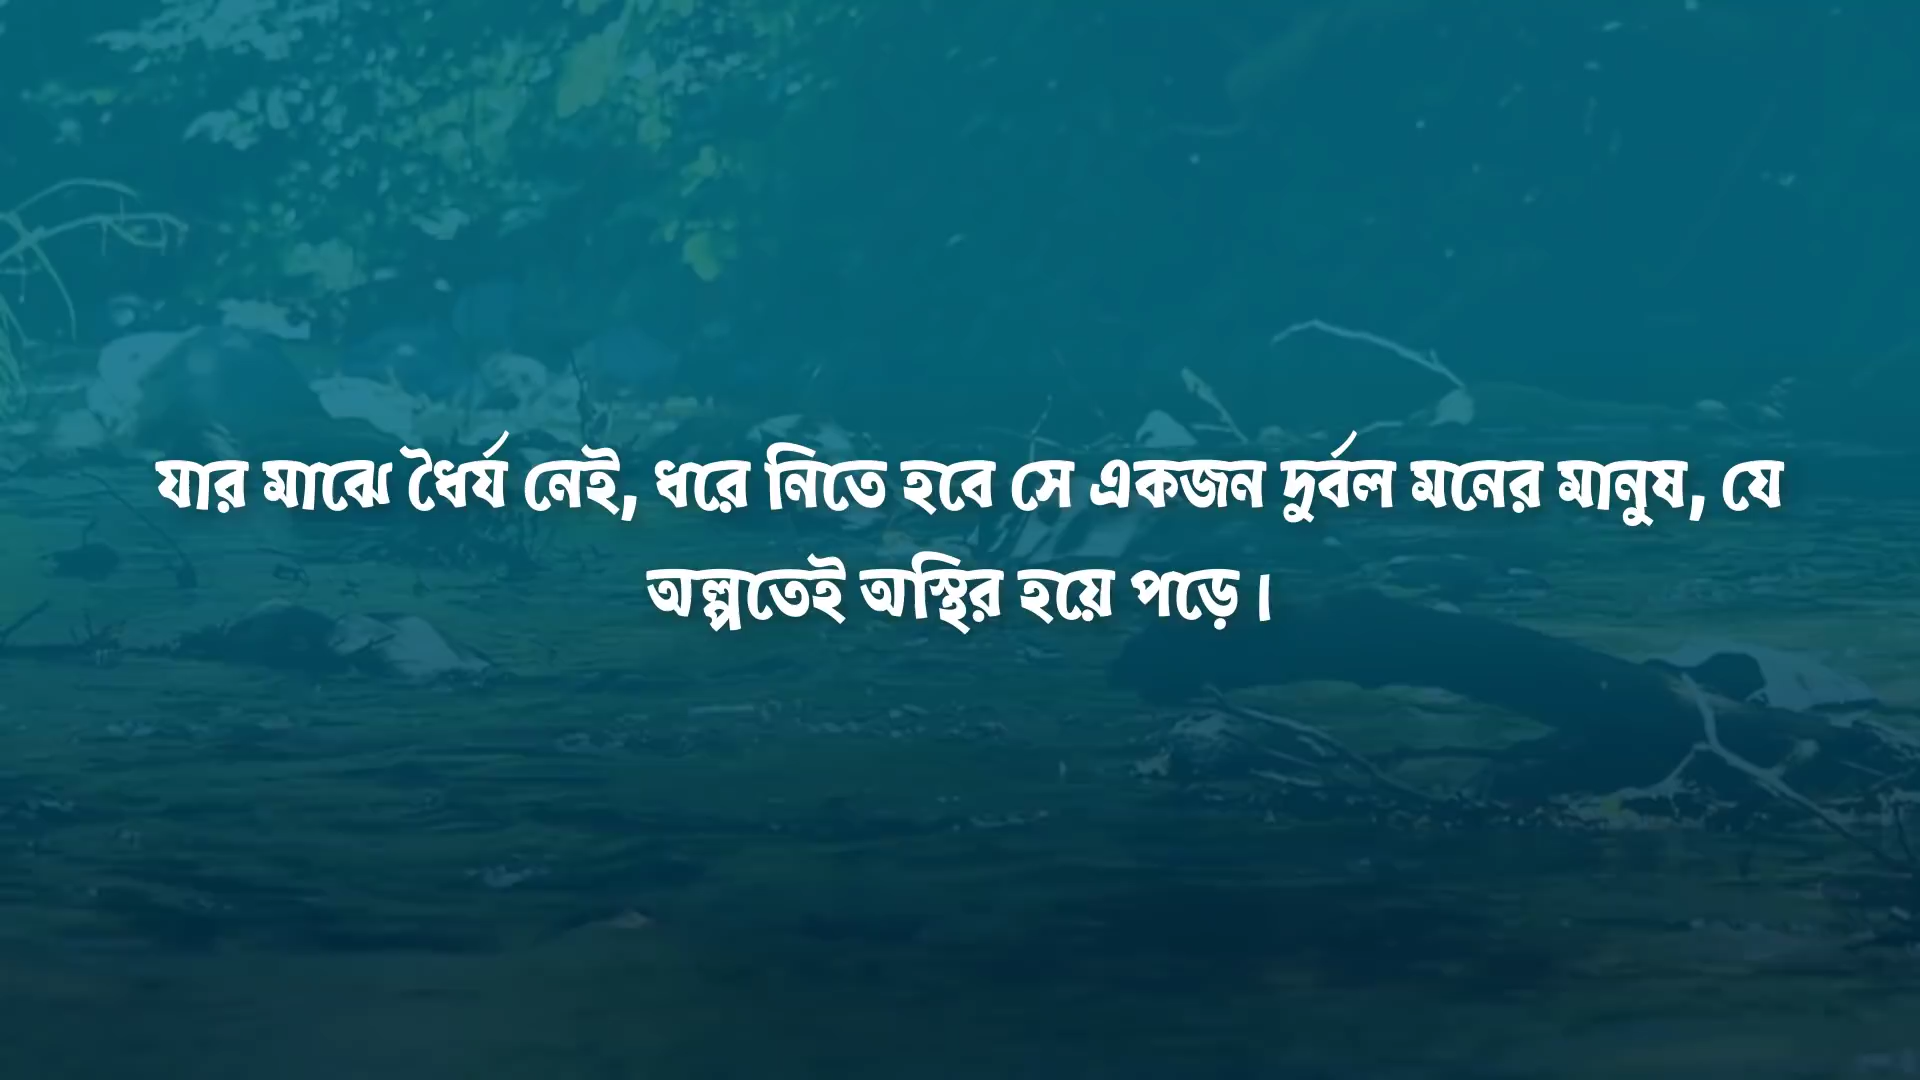 যার মাঝে ধৈর্য নেই, ধরে নিতে হবে সে একজন দুর্বল মনের মানুষ, যে
অল্পতেই অস্থির হয়ে পড়ে।